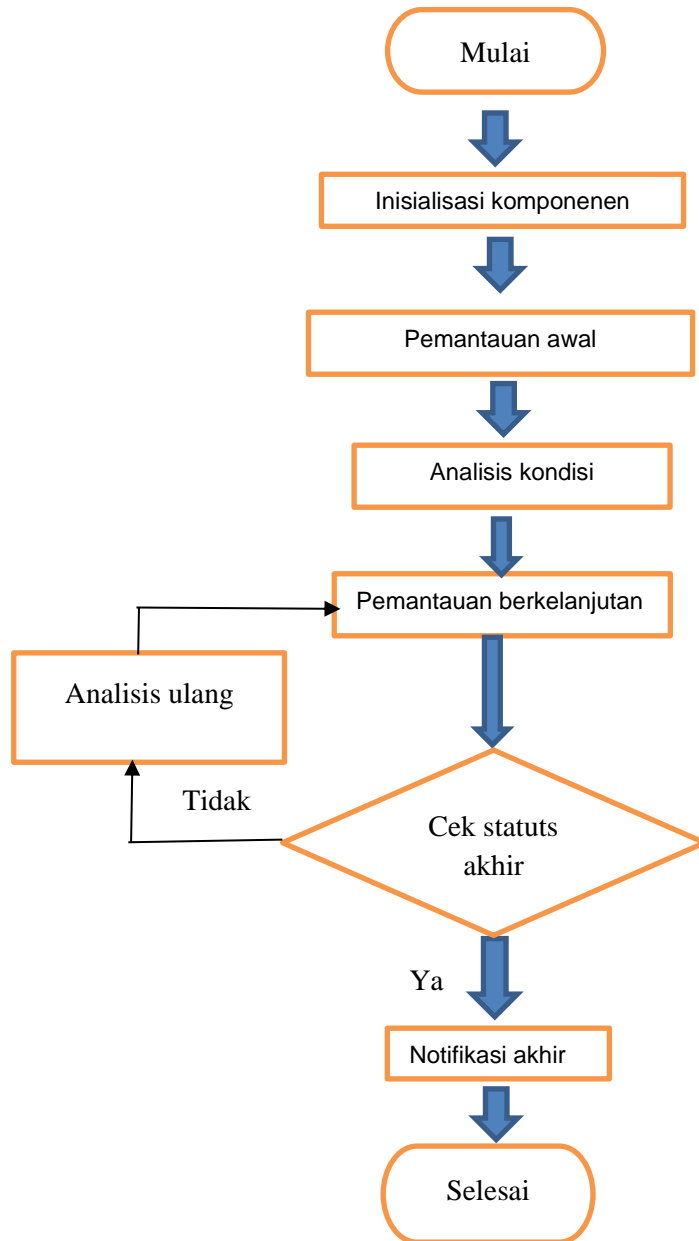 Mulai
Inisialisasi komponenen
Pemantauan awal
Analisis kondisi
Pemantauan berkelanjutan
Analisis ulang
Tidak
Cek statuts
akhir
Ya
Notifikasi akhir
Selesai